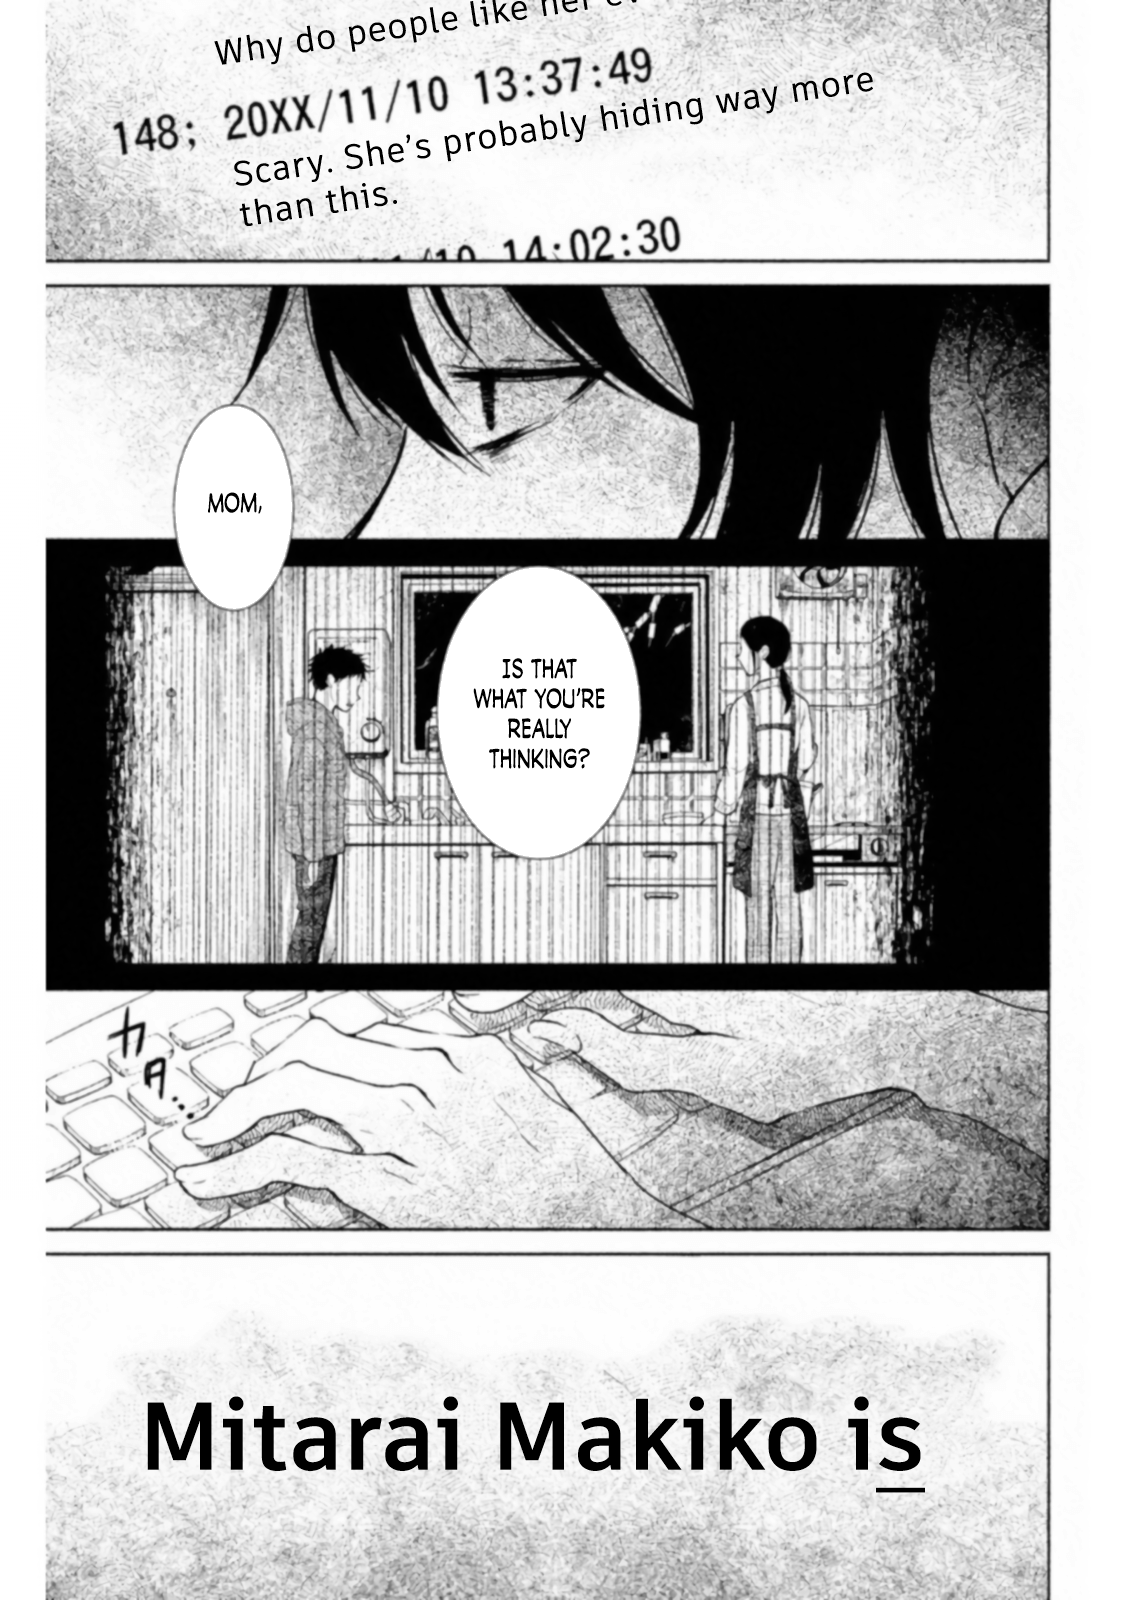 Why do people like her
148; 20XX/11/10 13:37:49
Scary. She's probably hiding way more
than this.
14:02:30
MOM,
IS THAT
WHAT YOU'RE
REALLY
THINKING?
カ
タ...
Mitarai Makiko is